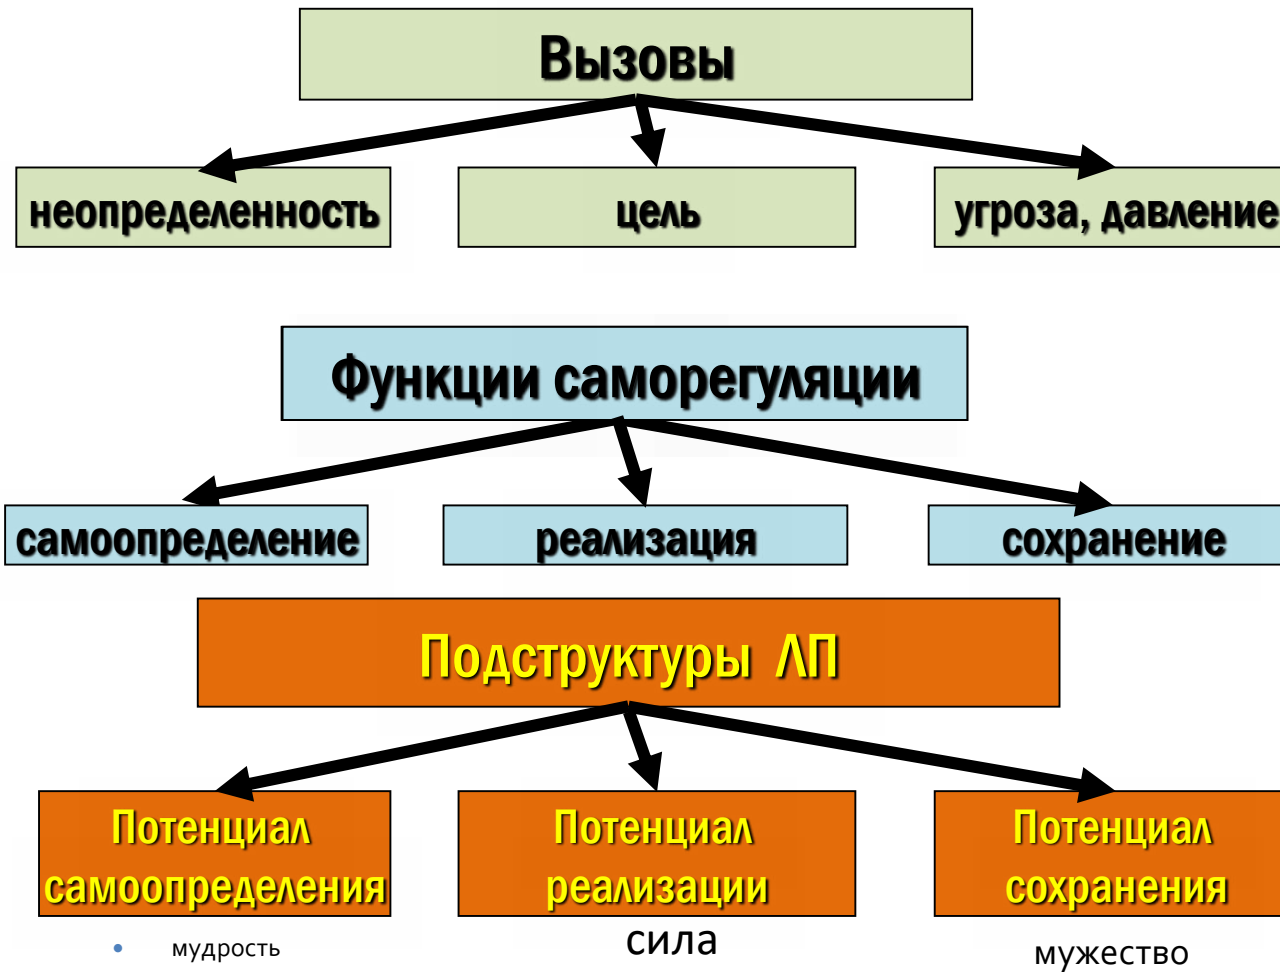 Вызовы
неопределенность
цель
угроза, давление
Функции саморегуляции
самоопределение
реализация
сохранение
Подструктуры ЛП
Потенциал
самоопределения
Потенциал
реализации
Потенциал
сохранения
• мудрость
сила
мужество